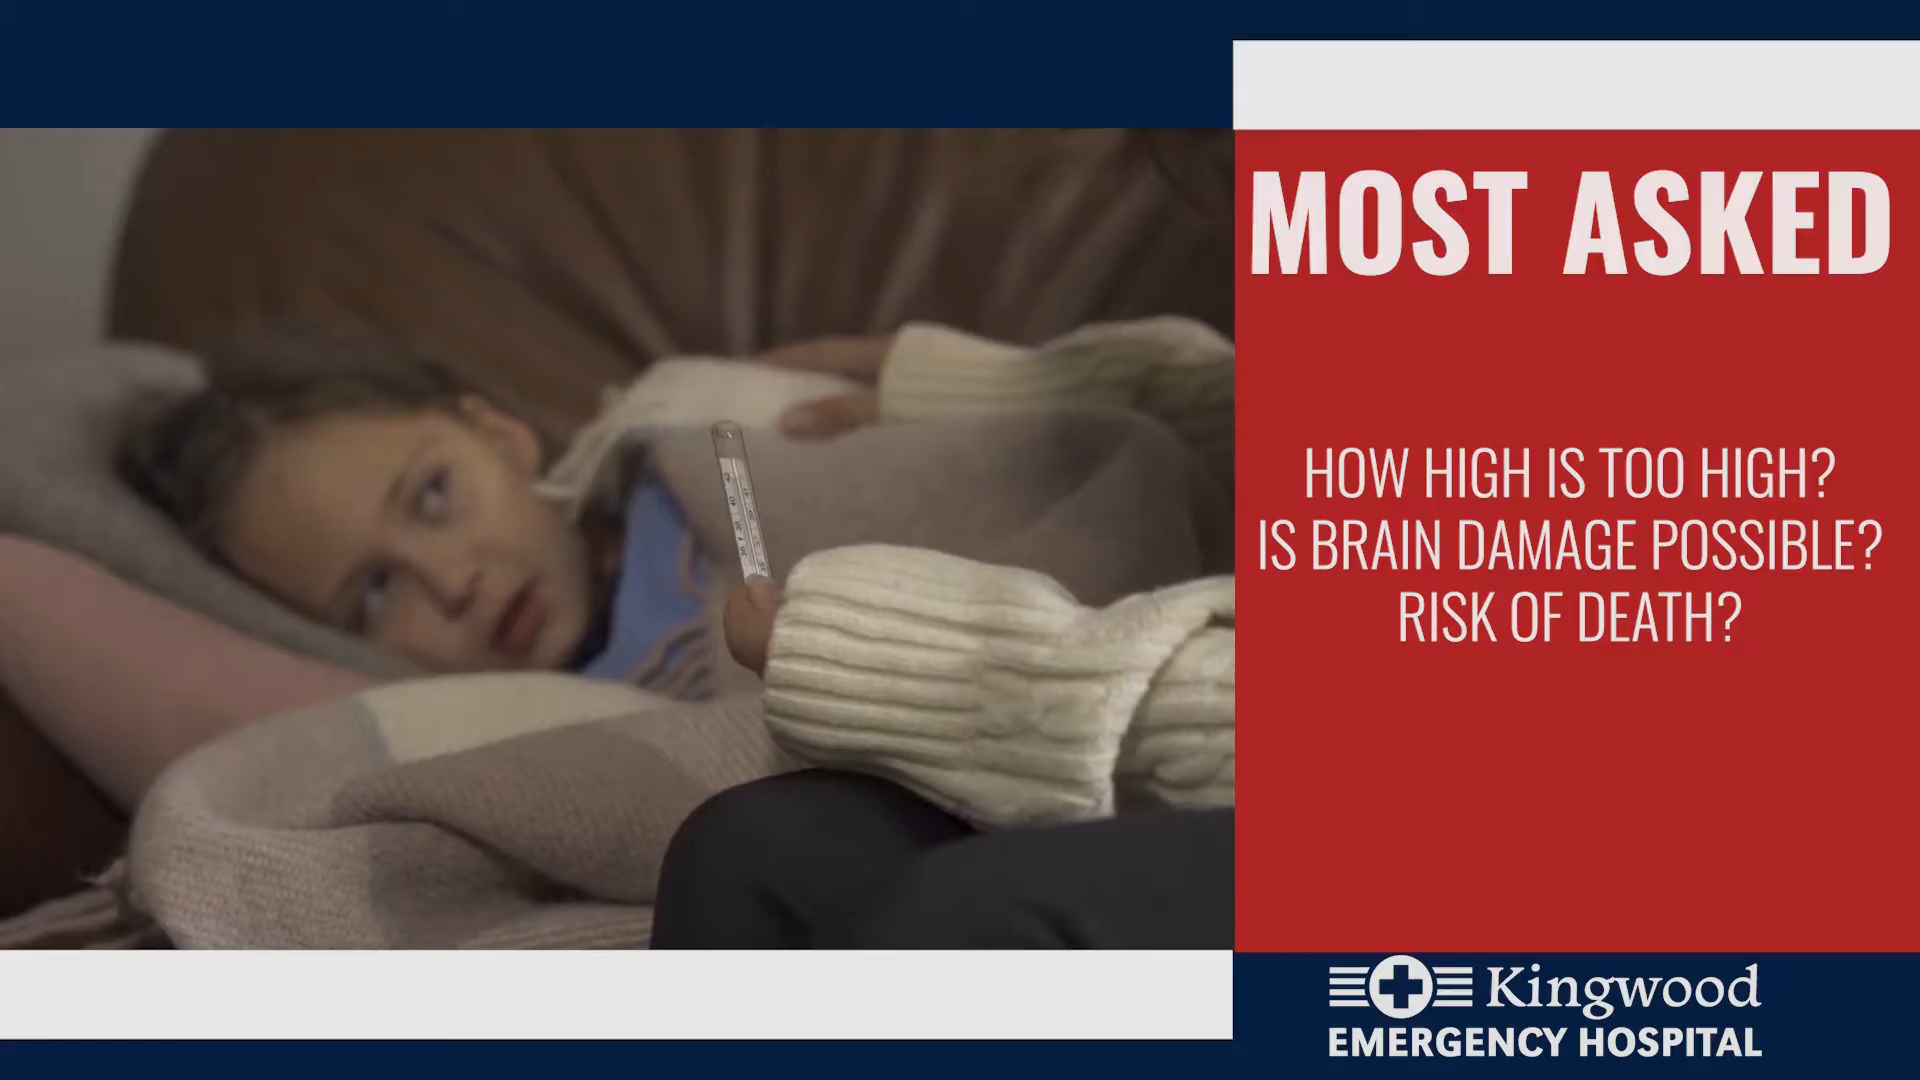 MOST ASKED
HOW HIGH IS TOO HIGH?
IS BRAIN DAMAGE POSSIBLE?
RISK OF DEATH?
Kingwood
EMERGENCY HOSPITAL